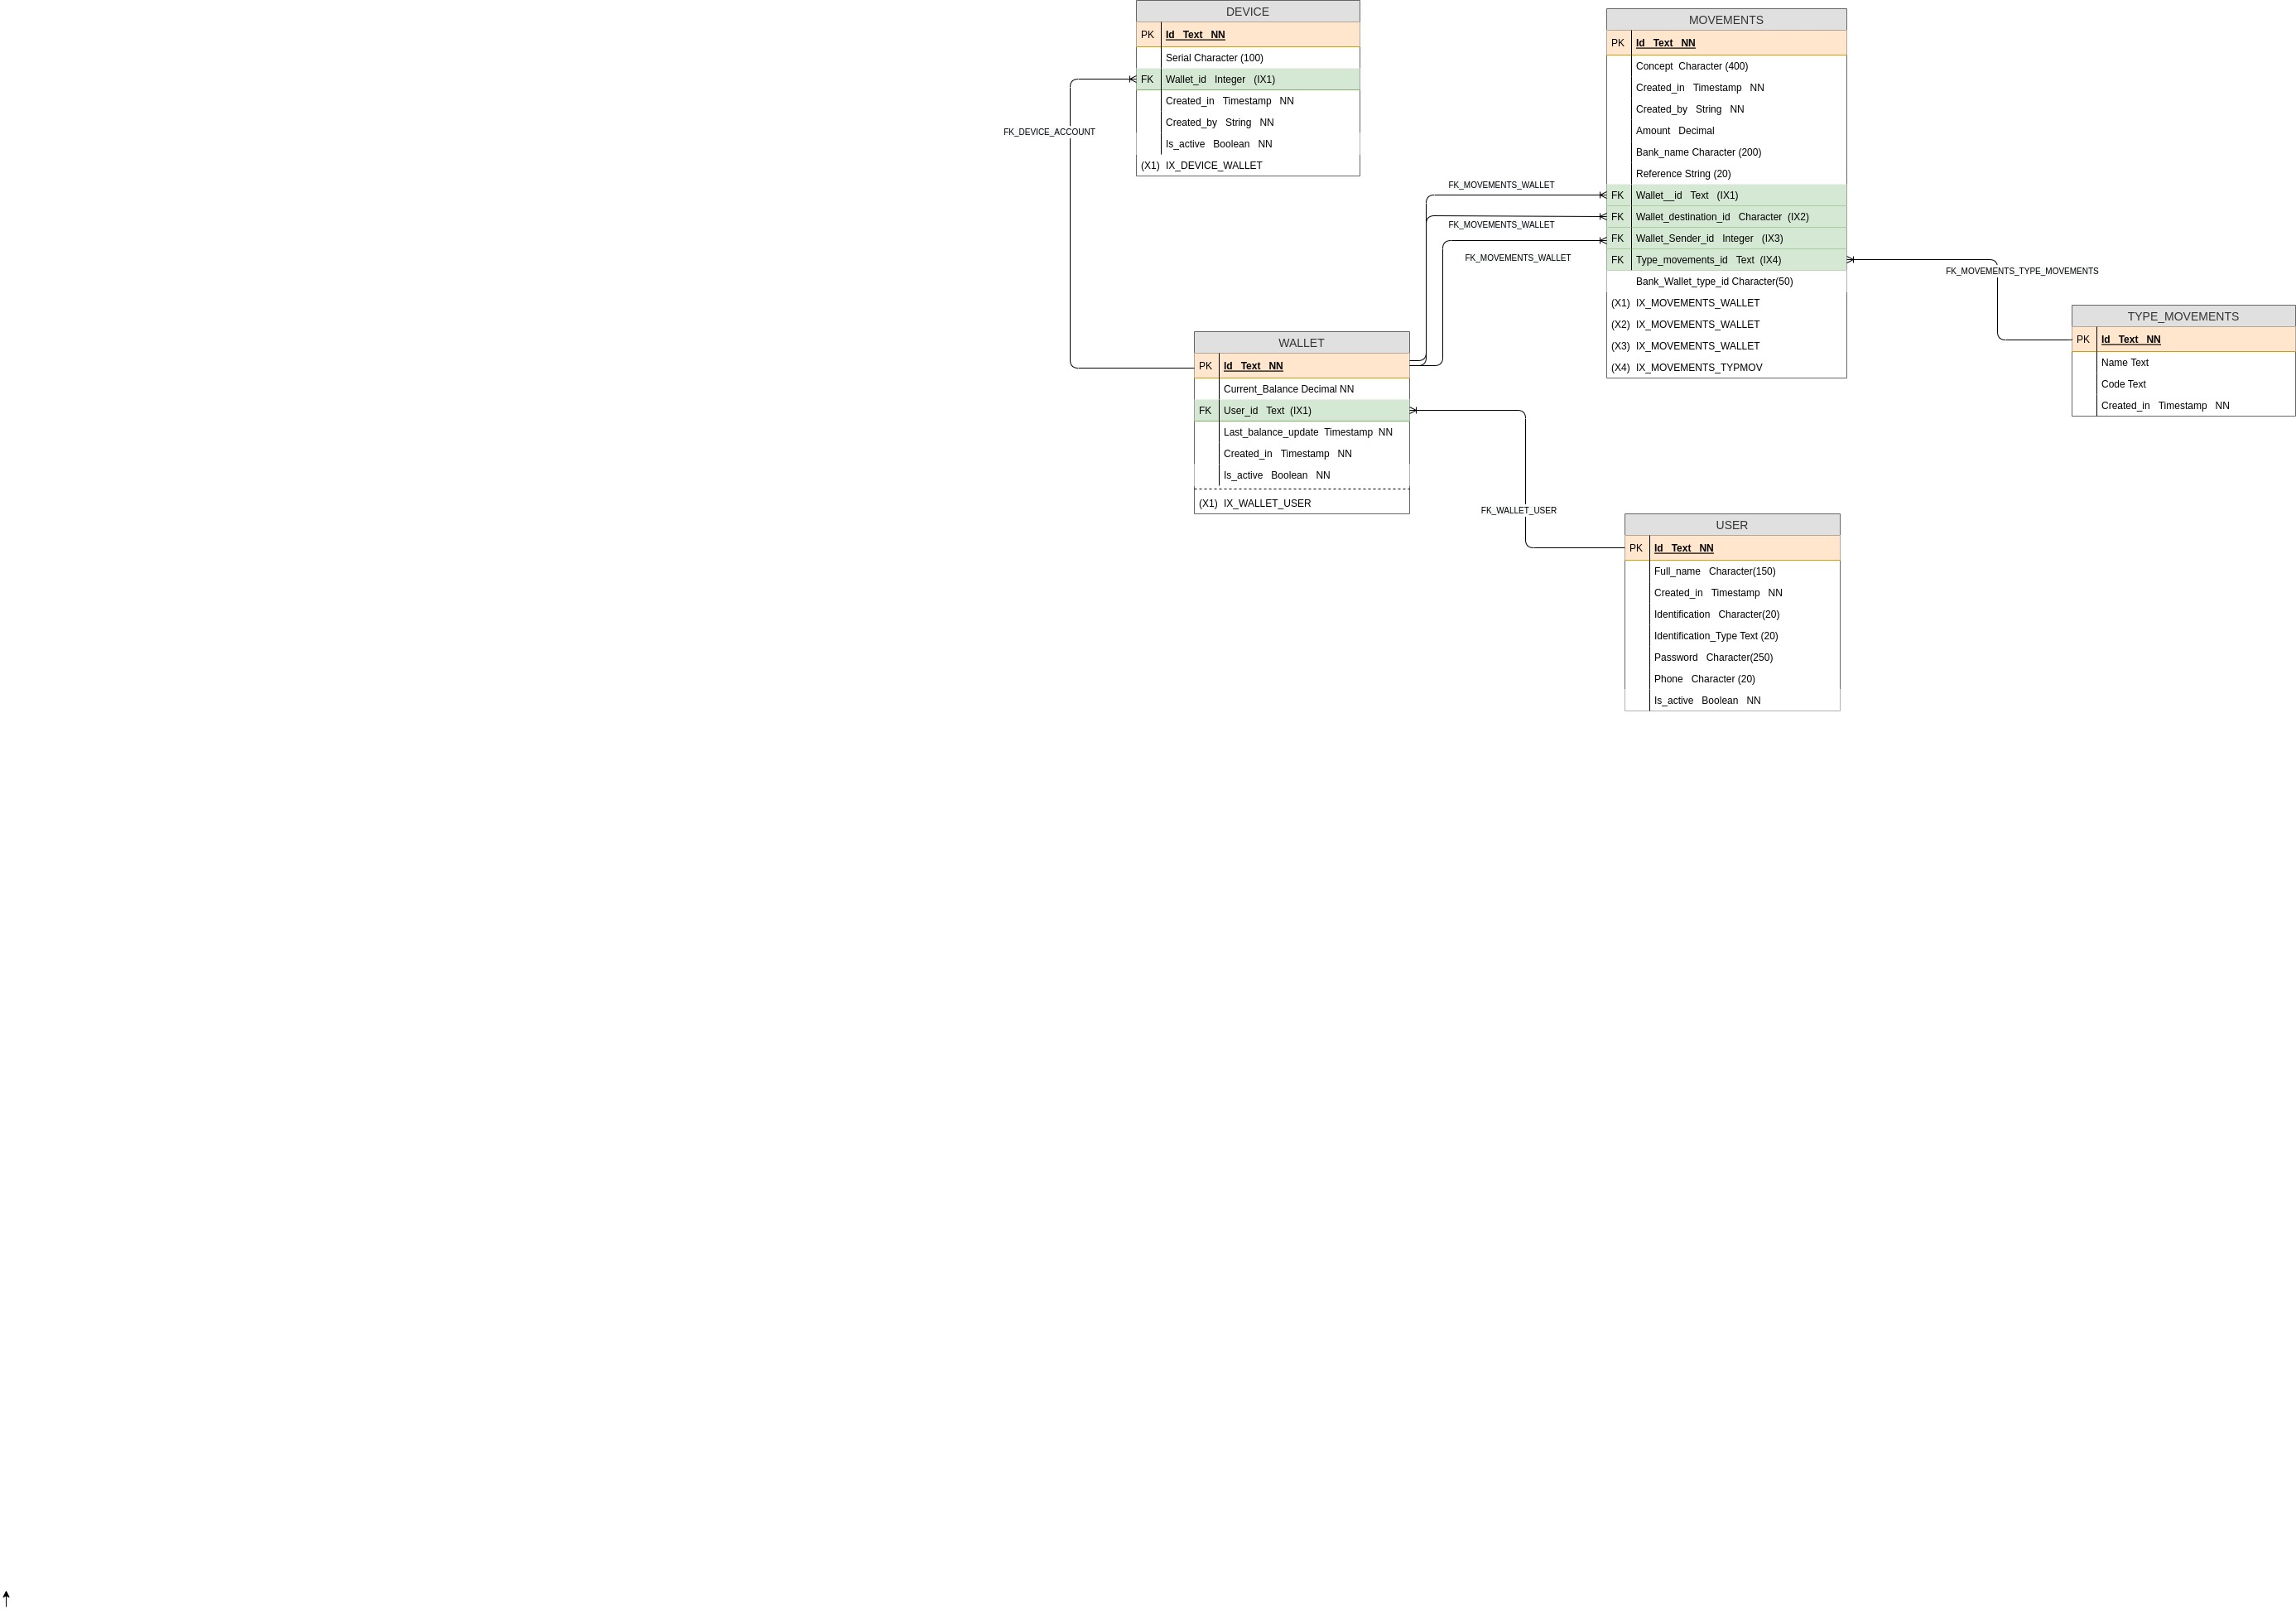 DEVICE
PK Id Text NN
Serial Character (100)
FK Wallet_id Integer (IX1)
Created_in Timestamp NN
Created_by String NN
Is_active Boolean NN
(X1) IX_DEVICE_WALLET
FK_DEVICE_ACCOUNT
MOVEMENTS
PK Id Text NN
Concept Character (400)
Created_in Timestamp NN
Created_by String NN
Amount Decimal
Bank_name Character (200)
Reference String (20)
FK Wallet__id Text (IX1)
FK Wallet_destination_id Character (IX2)
FK Wallet_Sender_id Integer (IX3)
FK Type_movements_id Text (IX4)
Bank_Wallet_type_id Character(50)
(X1) IX_MOVEMENTS_WALLET
(X2) IX_MOVEMENTS_WALLET
(X3) IX_MOVEMENTS_WALLET
(X4) IX_MOVEMENTS_TYPMOV
FK_MOVEMENTS_WALLET
FK_MOVEMENTS_WALLET
FK_MOVEMENTS_WALLET
FK_MOVEMENTS_TYPE_MOVEMENTS
TYPE_MOVEMENTS
PK Id Text NN
Name Text
Code Text
Created_in Timestamp NN
WALLET
PK Id Text NN
Current_Balance Decimal NN
FK User_id Text (IX1)
Last_balance_update Timestamp NN
Created_in Timestamp NN
Is_active Boolean NN
(X1) IX_WALLET_USER
FK_WALLET_USER
USER
PK Id Text NN
Full_name Character(150)
Created_in Timestamp NN
Identification Character(20)
Identification_Type Text (20)
Password Character(250)
Phone Character (20)
Is_active Boolean NN